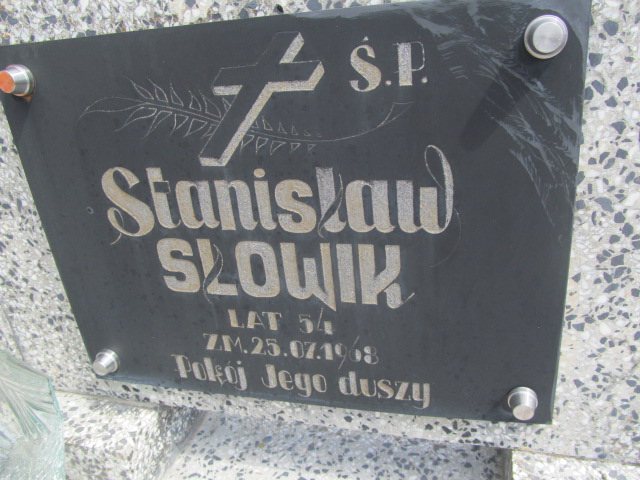 Ś.P.
Stanisław
SŁOWIK
LAT 54
ZM. 25.07.1968
Pokój Jego duszy